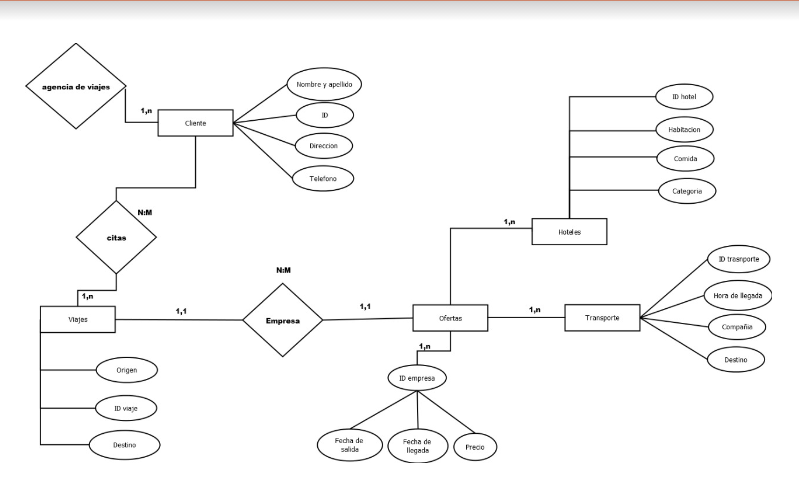 agencia de viajes
1,n
Cliente
Nombre y apellido
ID
Direccion
Telefono
N:M
citas
1,n
Viajes
1,1
Origen
ID viaje
Destino
N:M
Empresa
1,1
Ofertas
1,n
Hoteles
ID hotel
Habitacion
Comida
Categoria
1,n
Transporte
ID trasnporte
Hora de llegada
Compañia
Destino
1,n
ID empresa
Fecha de
salida
Fecha de
llegada
Precio